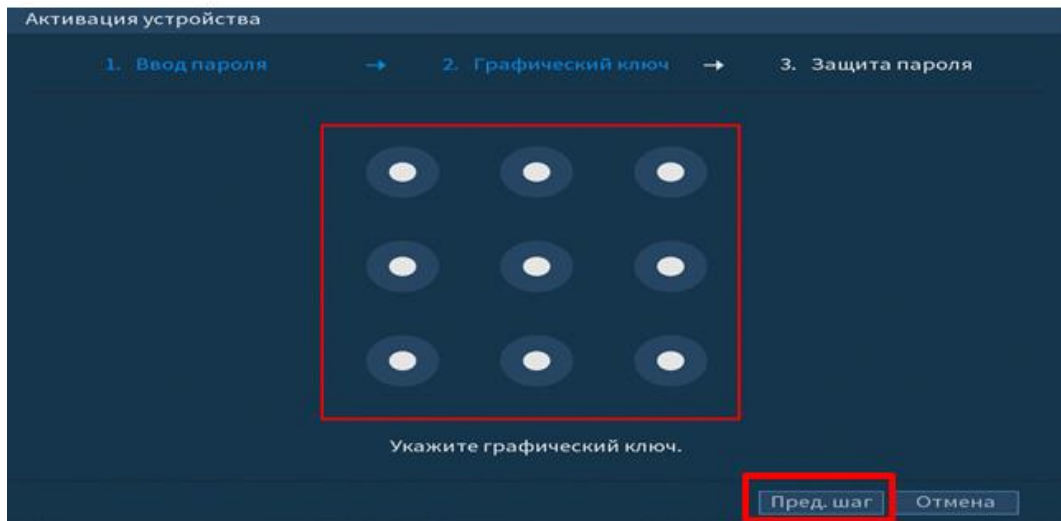 Активация устройства
1. Ввод пароля → 2. Графический ключ → 3. Защита пароля
Укажите графический ключ.
Пред. шаг Отмена